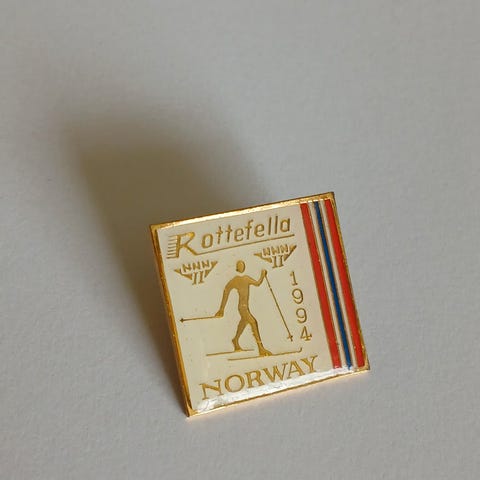 Rottefella
NNN II
NNN II
1994
NORWAY